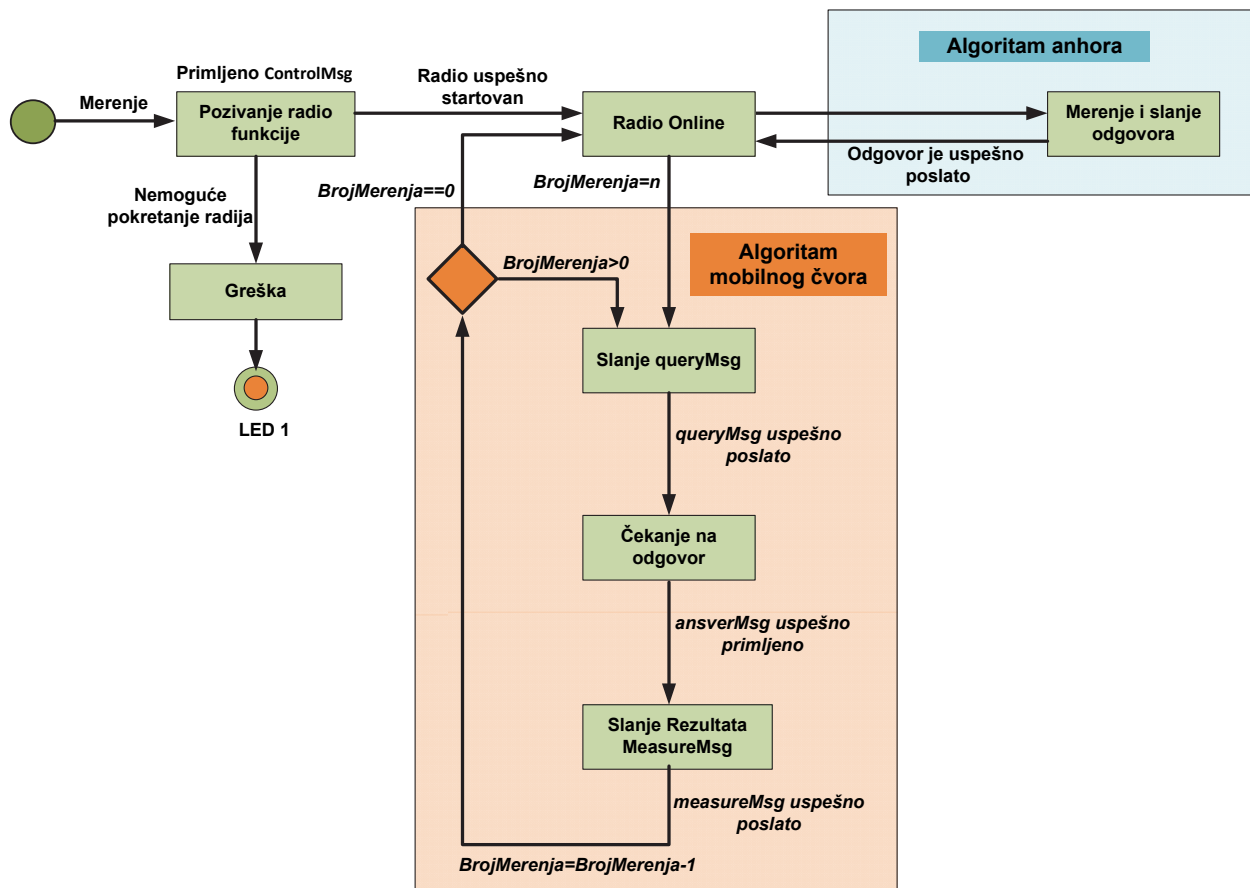 Algoritam anhora
Primljeno ControlMsg
Merenje
Pozivanje radio
funkcije
Radio uspešno
startovan
Radio Online
Merenje i slanje
odgovora
Odgovor je uspešno
poslato
Nemoguće
pokretanje radija
BrojMerenja==0
BrojMerenja=n
Greška
LED 1
Algoritam
mobilnog čvora
BrojMerenja>0
Slanje queryMsg
queryMsg uspešno
poslato
Čekanje na
odgovor
ansverMsg uspešno
primljeno
Slanje Rezultata
MeasureMsg
measureMsg uspešno
poslato
BrojMerenja=BrojMerenja-1